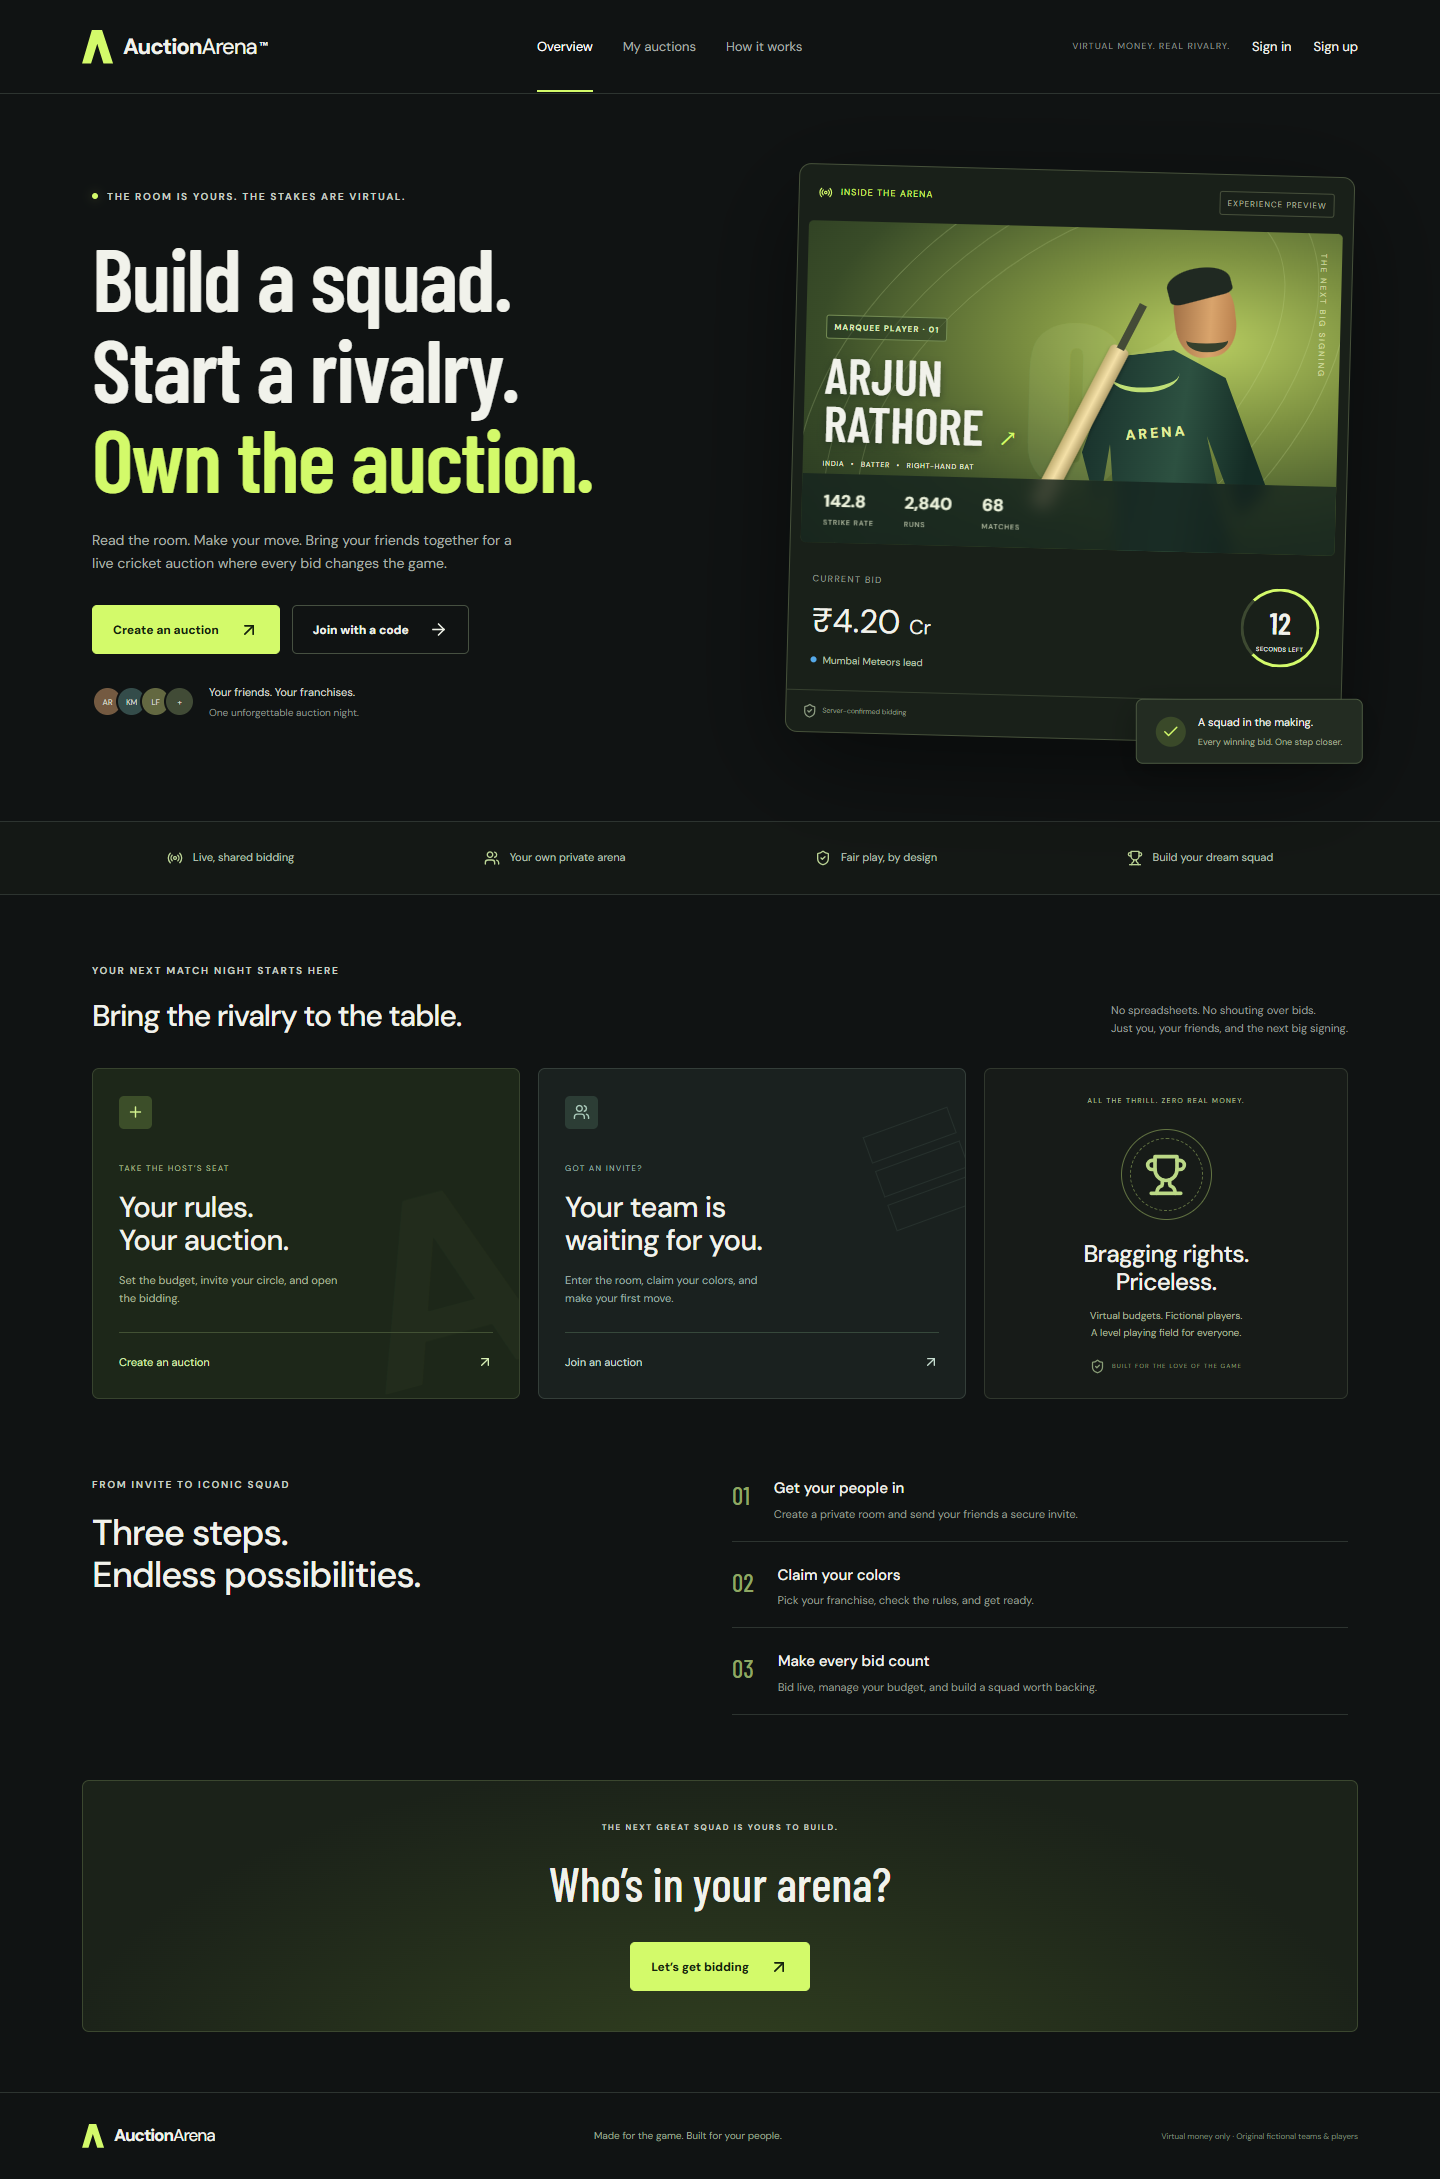 AuctionArena™
Overview
My auctions
How it works
VIRTUAL MONEY. REAL RIVALRY.
Sign in
Sign up
THE ROOM IS YOURS. THE STAKES ARE VIRTUAL.
Build a squad.
Start a rivalry.
Own the auction.
Read the room. Make your move. Bring your friends together for a
live cricket auction where every bid changes the game.
Create an auction
Join with a code
AR
KM
LF
+
Your friends. Your franchises.
One unforgettable auction night.
INSIDE THE ARENA
EXPERIENCE PREVIEW
THE NEXT BIG SIGNING
MARQUEE PLAYER · 01
ARJUN
RATHORE
INDIA • BATTER • RIGHT-HAND BAT
ARENA
142.8
STRIKE RATE
2,840
RUNS
68
MATCHES
CURRENT BID
₹4.20 Cr
Mumbai Meteors lead
12
SECONDS LEFT
Server-confirmed bidding
A squad in the making.
Every winning bid. One step closer.
Live, shared bidding
Your own private arena
Fair play, by design
Build your dream squad
YOUR NEXT MATCH NIGHT STARTS HERE
Bring the rivalry to the table.
No spreadsheets. No shouting over bids.
Just you, your friends, and the next big signing.
TAKE THE HOST'S SEAT
Your rules.
Your auction.
Set the budget, invite your circle, and open
the bidding.
Create an auction
A
GOT AN INVITE?
Your team is
waiting for you.
Enter the room, claim your colors, and
make your first move.
Join an auction
ALL THE THRILL. ZERO REAL MONEY.
Bragging rights.
Priceless.
Virtual budgets. Fictional players.
A level playing field for everyone.
BUILT FOR THE LOVE OF THE GAME
FROM INVITE TO ICONIC SQUAD
Three steps.
Endless possibilities.
01
Get your people in
Create a private room and send your friends a secure invite.
02
Claim your colors
Pick your franchise, check the rules, and get ready.
03
Make every bid count
Bid live, manage your budget, and build a squad worth backing.
THE NEXT GREAT SQUAD IS YOURS TO BUILD.
Who's in your arena?
Let's get bidding
AuctionArena
Made for the game. Built for your people.
Virtual money only · Original fictional teams & players